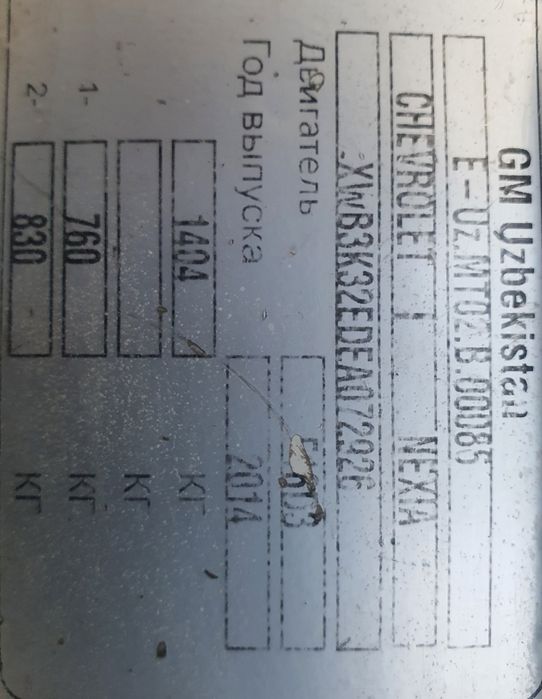 GM Uzbekistan
E-UZ.MT02.B.00085
CHEVROLET I NEXIA
XWB3K32EDEA072926
Двигатель
Год выпуска 2014
1404 КГ
КГ
1- 760 КГ
2- 830 КГ